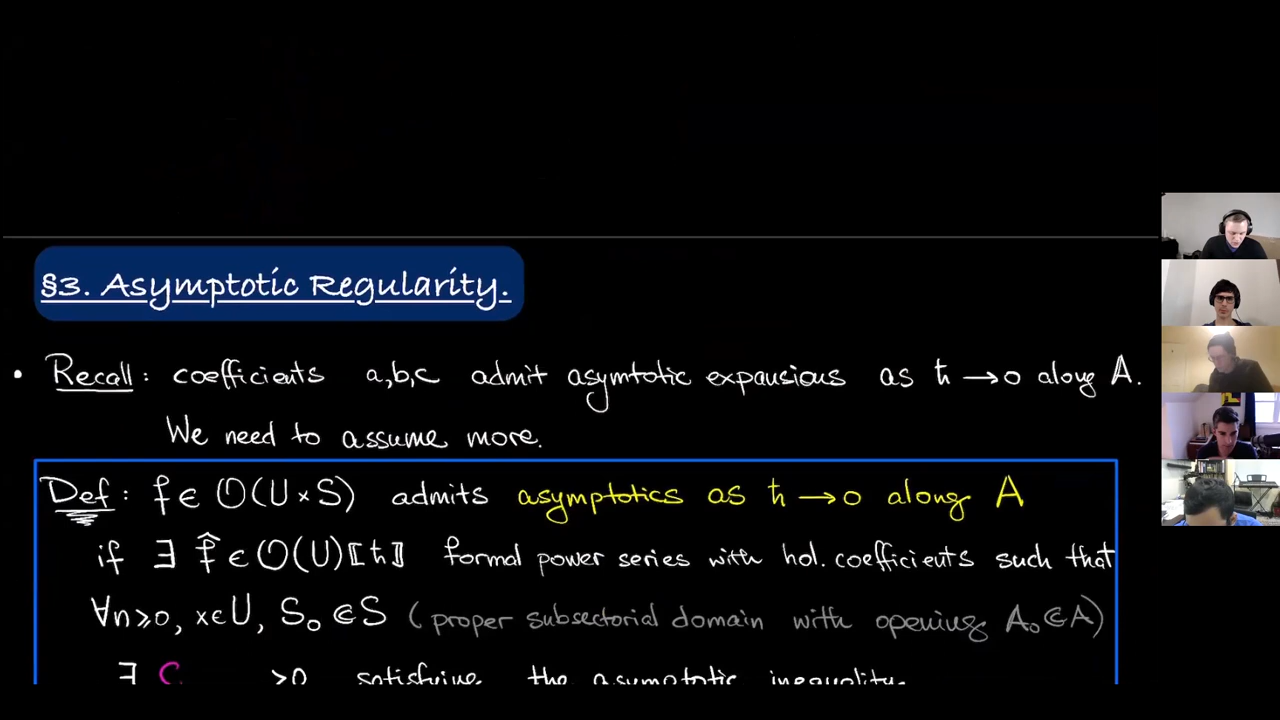 §3. Asymptotic Regularity.
• Recall: coefficients a,b,c admit asymtotic expansions as ℏ → 0 along A.
We need to assume more.
Def: f ∈ O(U × S) admits asymptotics as ℏ → 0 along A
if ∃ f̂ ∈ O(U)⟦ℏ⟧ formal power series with hol. coefficients such that
∀n≥0, x∈U, S₀ ⋐ S (proper subsectorial domain with opening A₀ ⋐ A)
∃ C >0 satisfying the asymptotic inequality